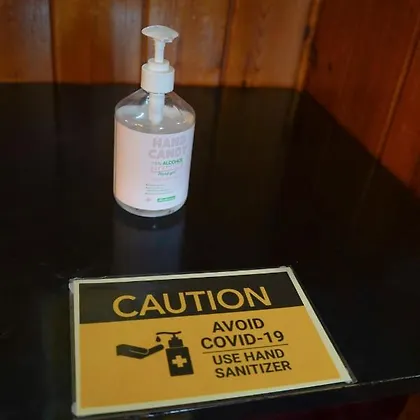 HAND
CANDY
ALCOHOL
CAUTION
AVOID
COVID-19
USE HAND
SANITIZER